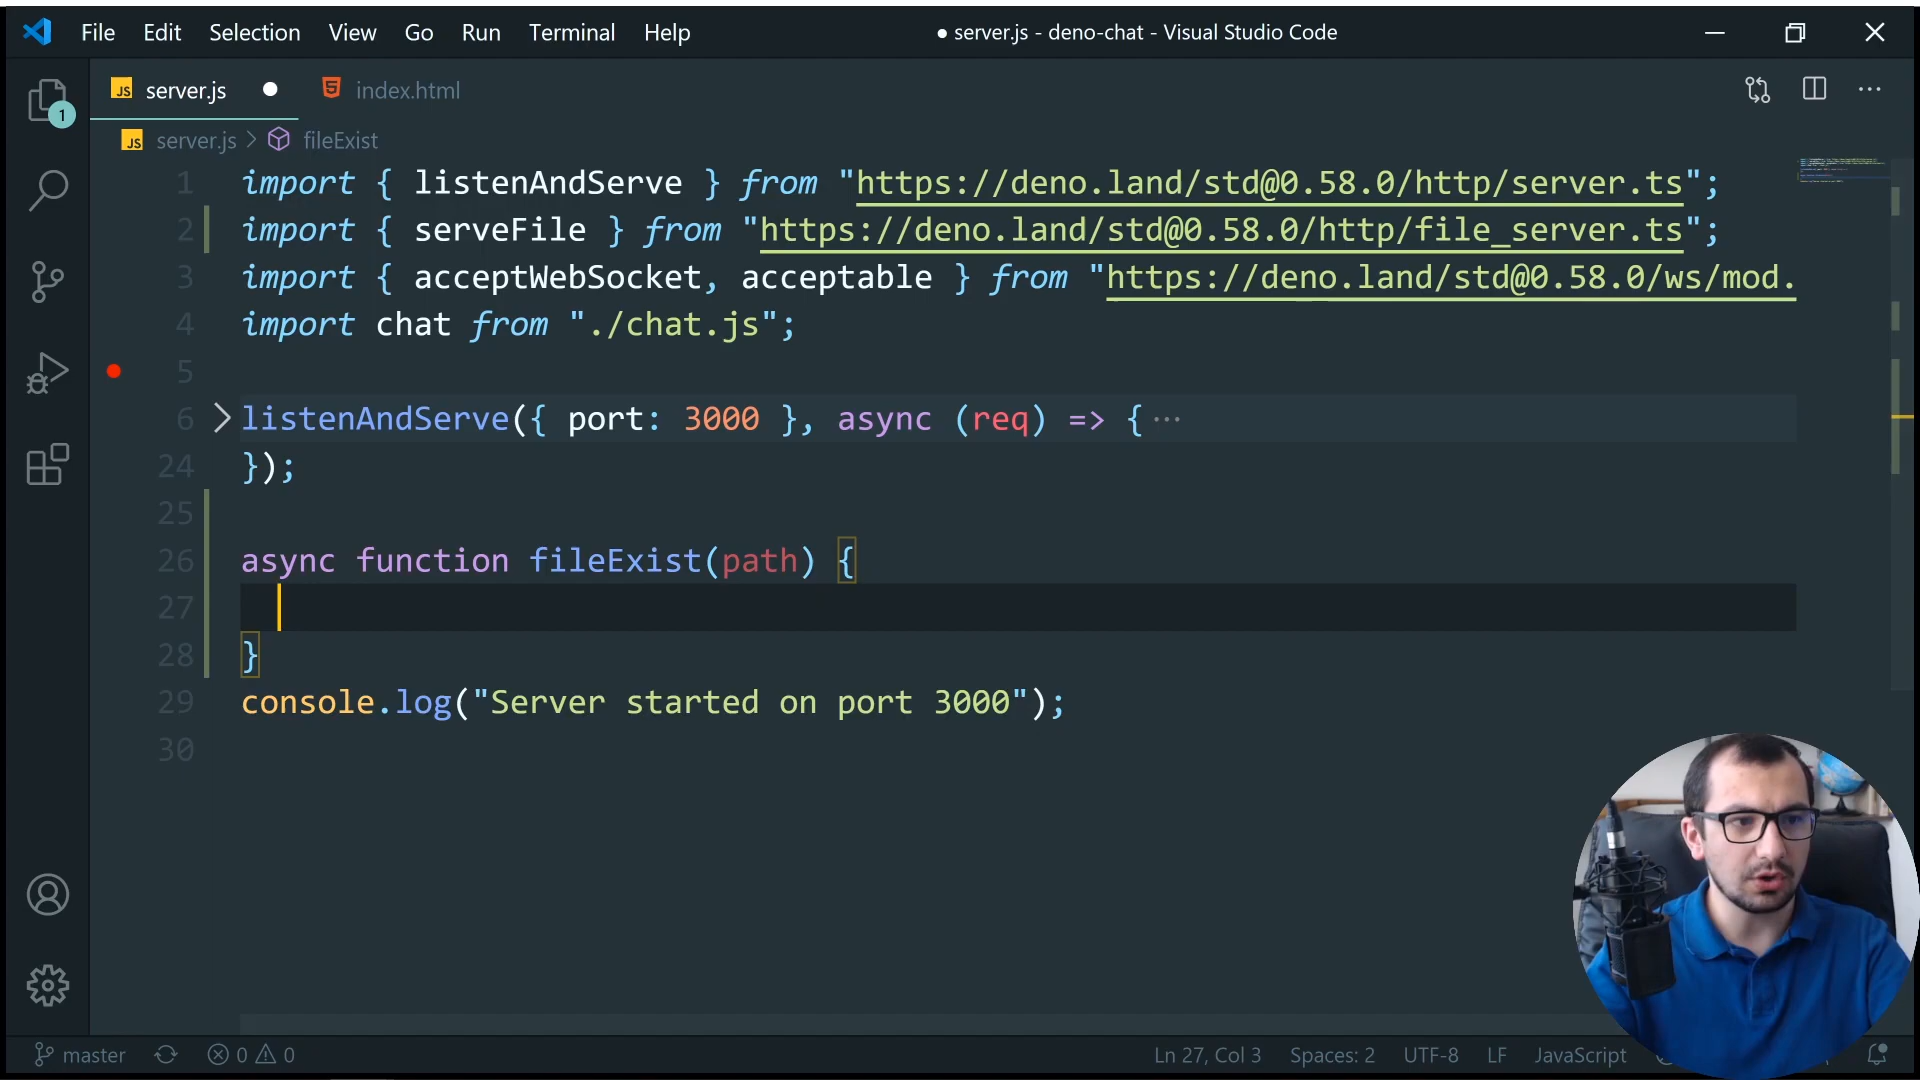 File Edit Selection View Go Run Terminal Help
● server.js - deno-chat - Visual Studio Code
1
JS server.js
5 index.html
JS server.js > fileExist
1 import { listenAndServe } from "https://deno.land/std@0.58.0/http/server.ts";
2 import { serveFile } from "https://deno.land/std@0.58.0/http/file_server.ts";
3 import { acceptWebSocket, acceptable } from "https://deno.land/std@0.58.0/ws/mod.
4 import chat from "./chat.js";
5
6 listenAndServe({ port: 3000 }, async (req) => {···
24 });
25
26 async function fileExist(path) {
27
28 }
29 console.log("Server started on port 3000");
30
master 0 0 Ln 27, Col 3 Spaces: 2 UTF-8 LF JavaScript